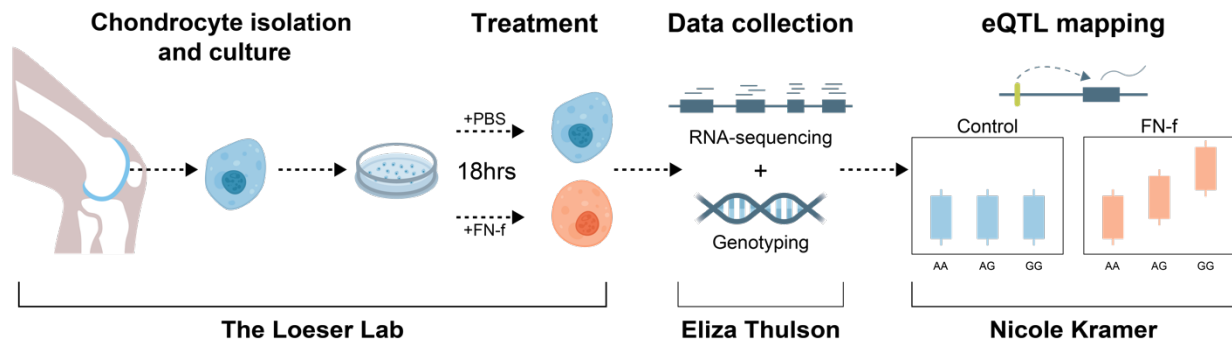 Chondrocyte isolation
and culture
Treatment
Data collection
eQTL mapping
+PBS
18hrs
+FN-f
RNA-sequencing
+
Genotyping
Control
FN-f
AA AG GG
AA AG GG
The Loeser Lab
Eliza Thulson
Nicole Kramer